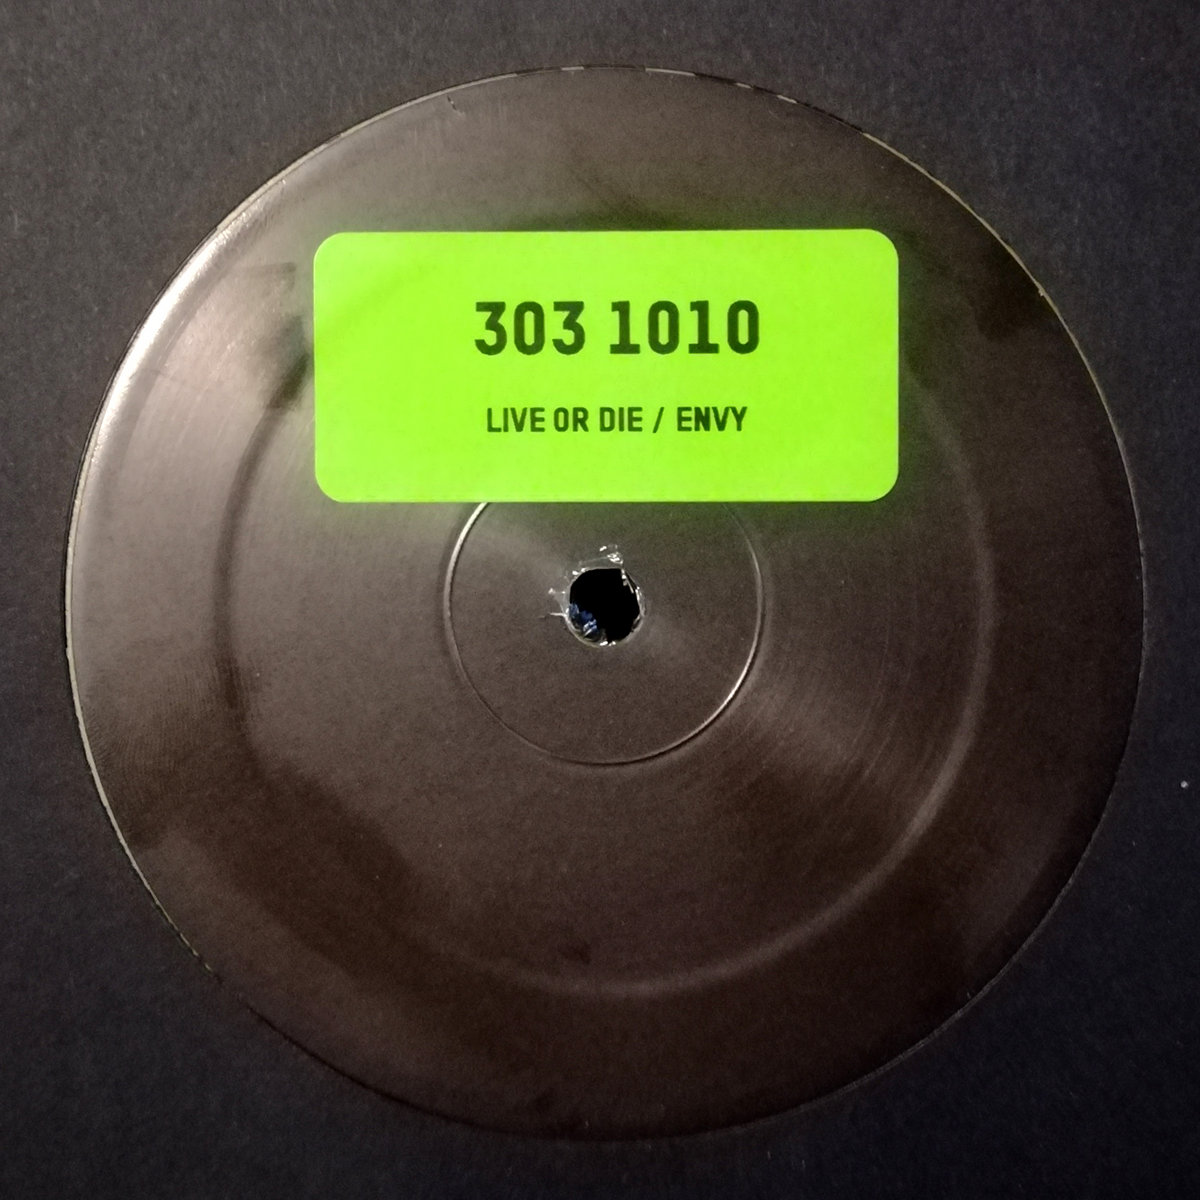 303 1010
LIVE OR DIE / ENVY